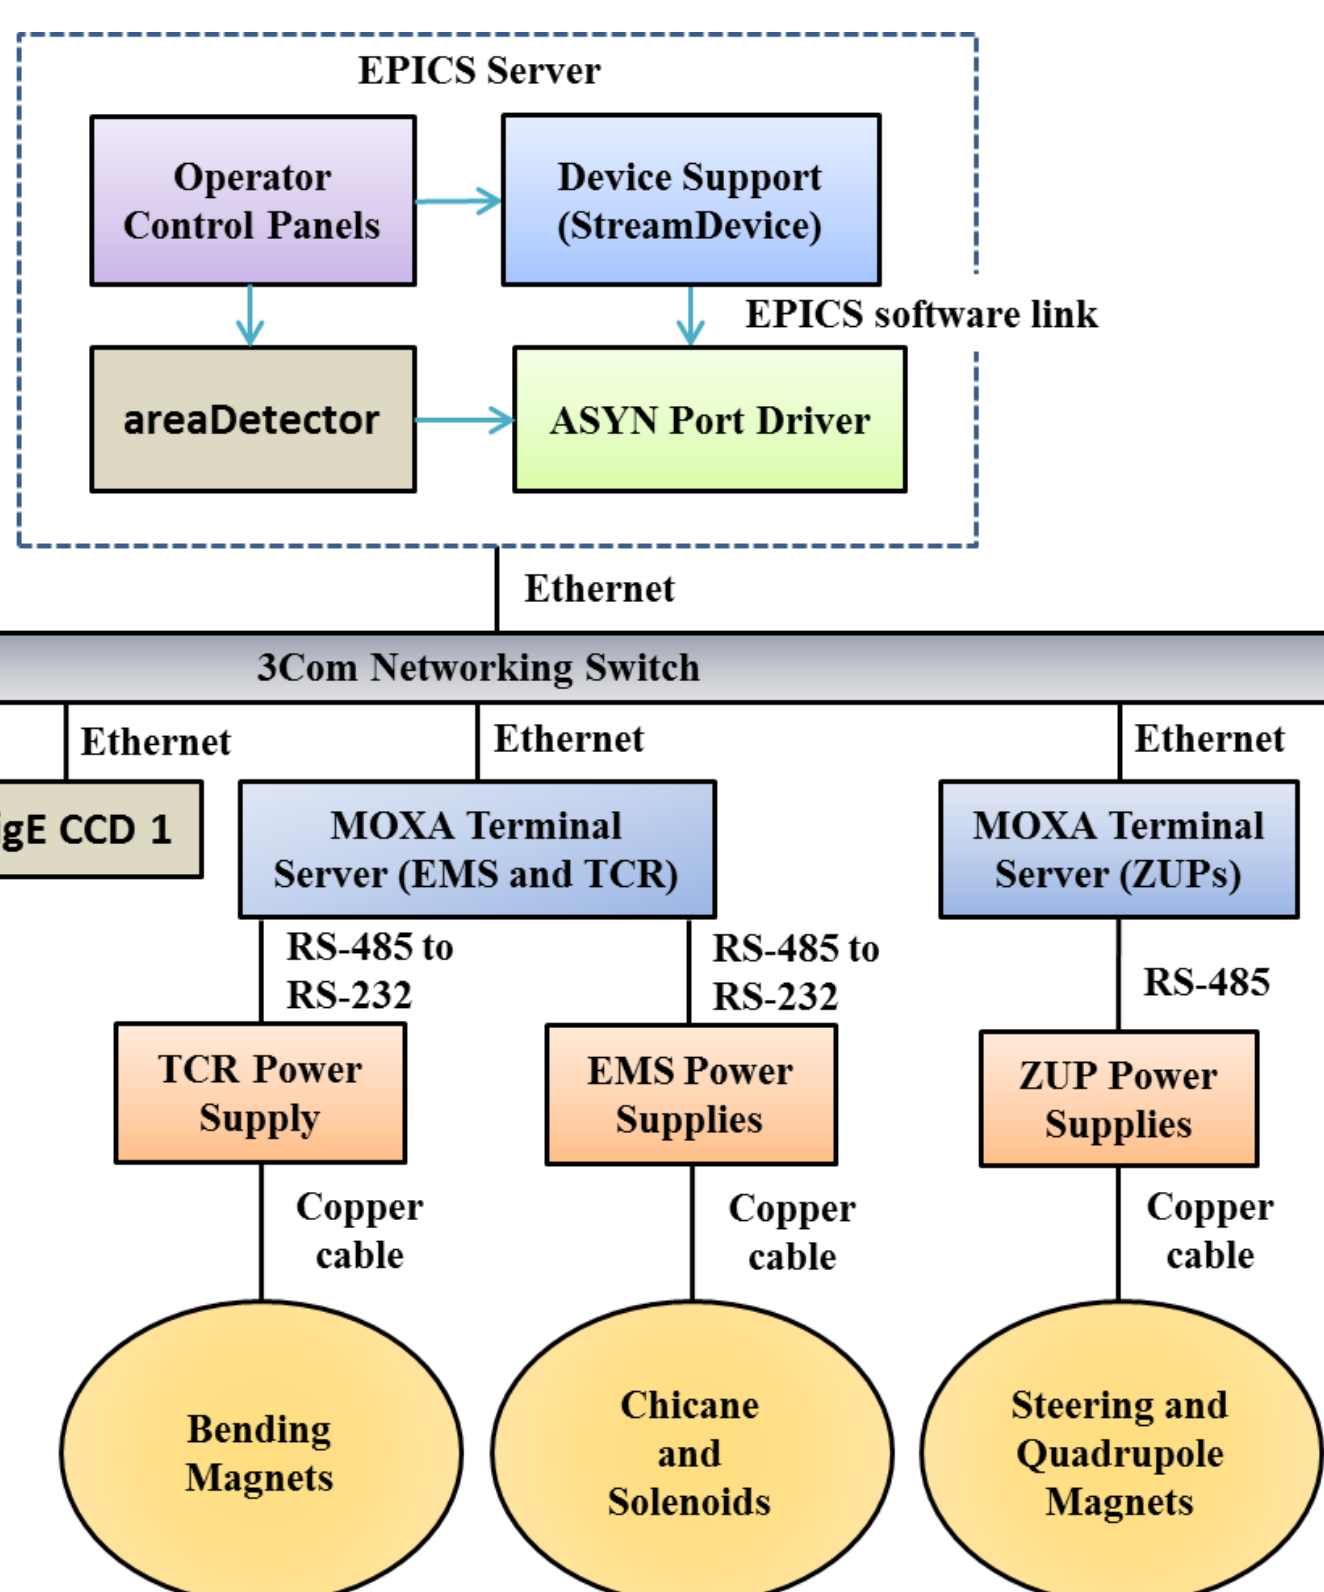 EPICS Server
Operator
Control Panels
Device Support
(StreamDevice)
EPICS software link
areaDetector
ASYN Port Driver
Ethernet
3Com Networking Switch
Ethernet
Ethernet
Ethernet
igE CCD 1
MOXA Terminal
Server (EMS and TCR)
MOXA Terminal
Server (ZUPs)
RS-485 to
RS-232
RS-485 to
RS-232
RS-485
TCR Power
Supply
EMS Power
Supplies
ZUP Power
Supplies
Copper
cable
Copper
cable
Copper
cable
Bending
Magnets
Chicane
and
Solenoids
Steering and
Quadrupole
Magnets